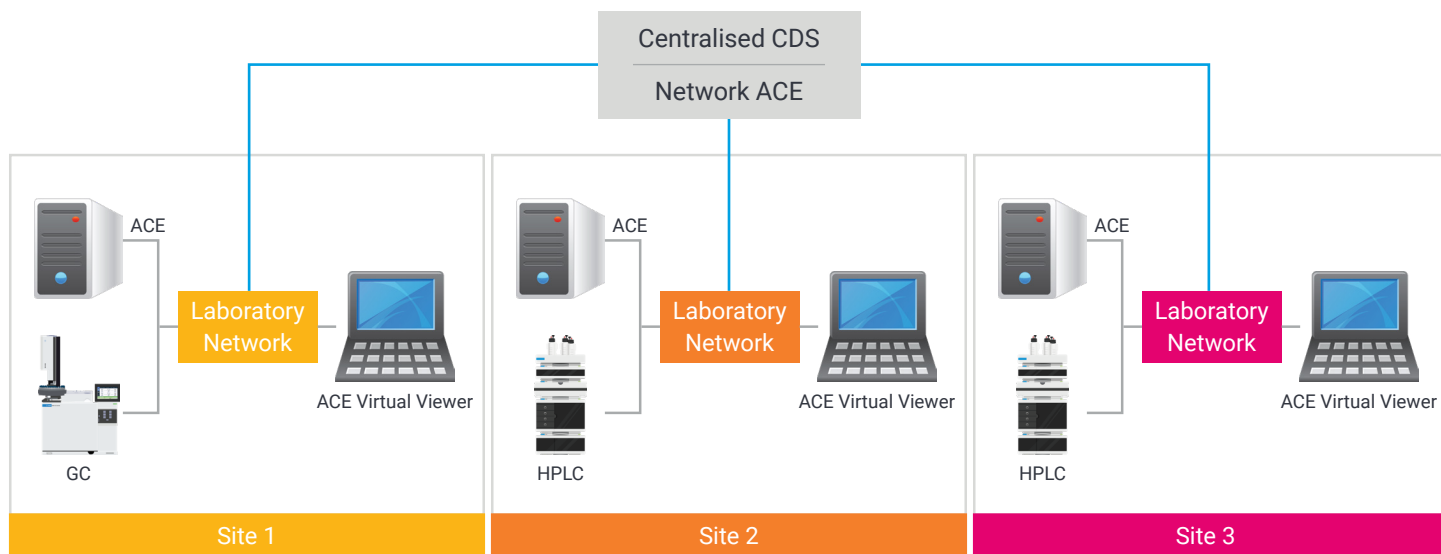 Centralised CDS
Network ACE
ACE
Laboratory
Network
ACE Virtual Viewer
GC
Site 1
ACE
Laboratory
Network
ACE Virtual Viewer
HPLC
Site 2
ACE
Laboratory
Network
ACE Virtual Viewer
HPLC
Site 3